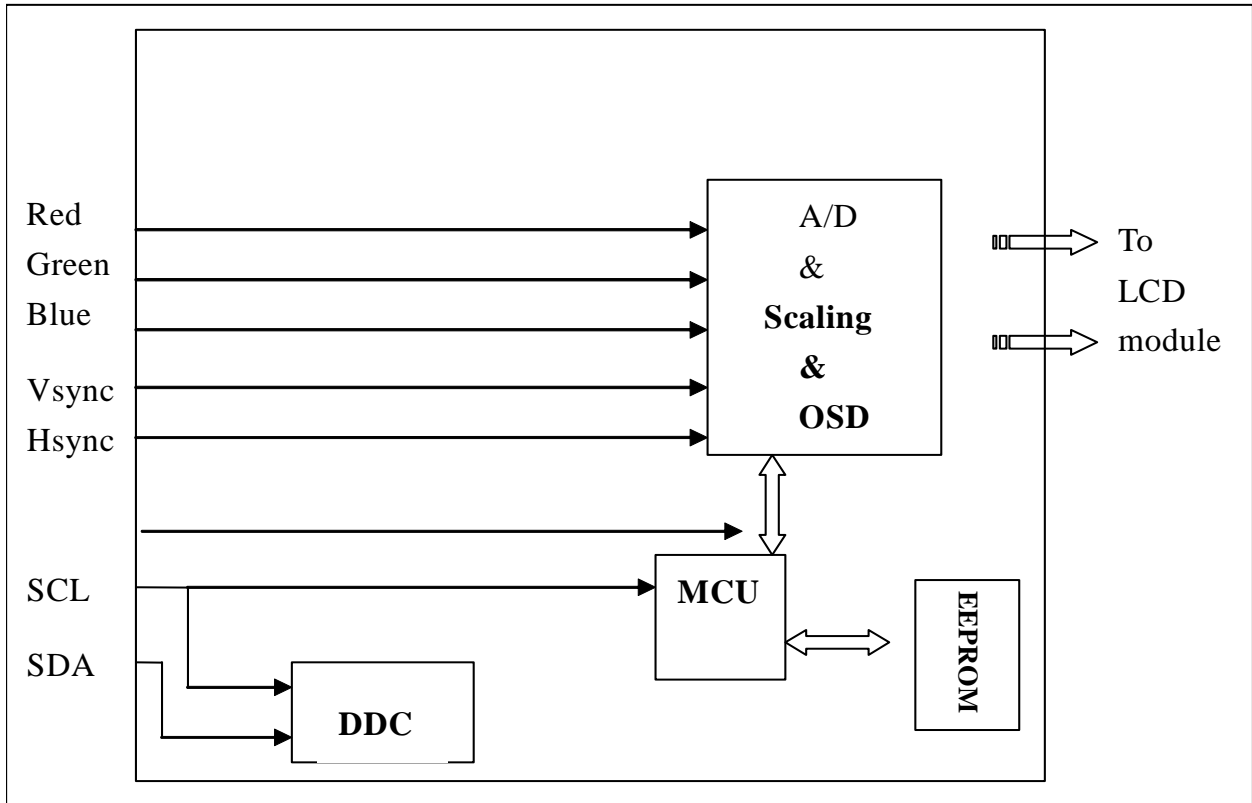 Red
Green
Blue
Vsync
Hsync
SCL
SDA
A/D
&
Scaling
&
OSD
To
LCD
module
MCU
EEPROM
DDC